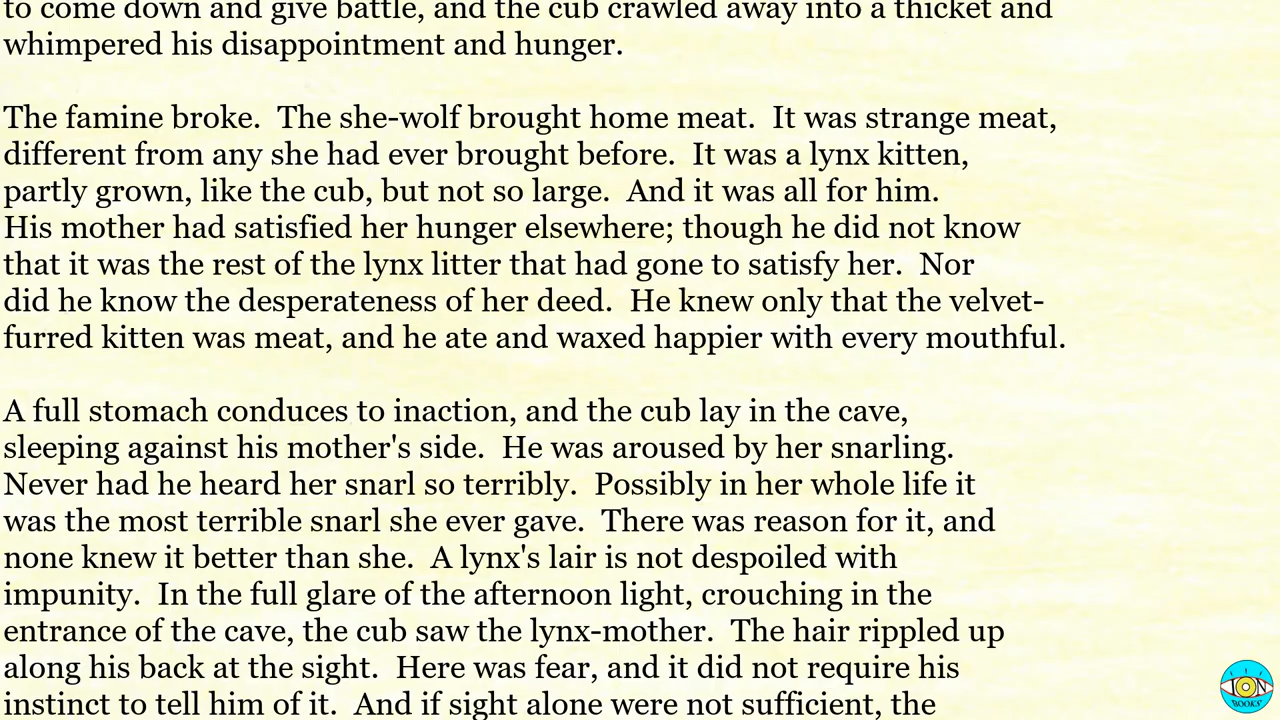 to come down and give battle, and the cub crawled away into a thicket and
whimpered his disappointment and hunger.
The famine broke.  The she-wolf brought home meat.  It was strange meat,
different from any she had ever brought before.  It was a lynx kitten,
partly grown, like the cub, but not so large.  And it was all for him.
His mother had satisfied her hunger elsewhere; though he did not know
that it was the rest of the lynx litter that had gone to satisfy her.  Nor
did he know the desperateness of her deed.  He knew only that the velvet-
furred kitten was meat, and he ate and waxed happier with every mouthful.
A full stomach conduces to inaction, and the cub lay in the cave,
sleeping against his mother's side.  He was aroused by her snarling.
Never had he heard her snarl so terribly.  Possibly in her whole life it
was the most terrible snarl she ever gave.  There was reason for it, and
none knew it better than she.  A lynx's lair is not despoiled with
impunity.  In the full glare of the afternoon light, crouching in the
entrance of the cave, the cub saw the lynx-mother.  The hair rippled up
along his back at the sight.  Here was fear, and it did not require his
instinct to tell him of it.  And if sight alone were not sufficient, the
ION
BOOKS